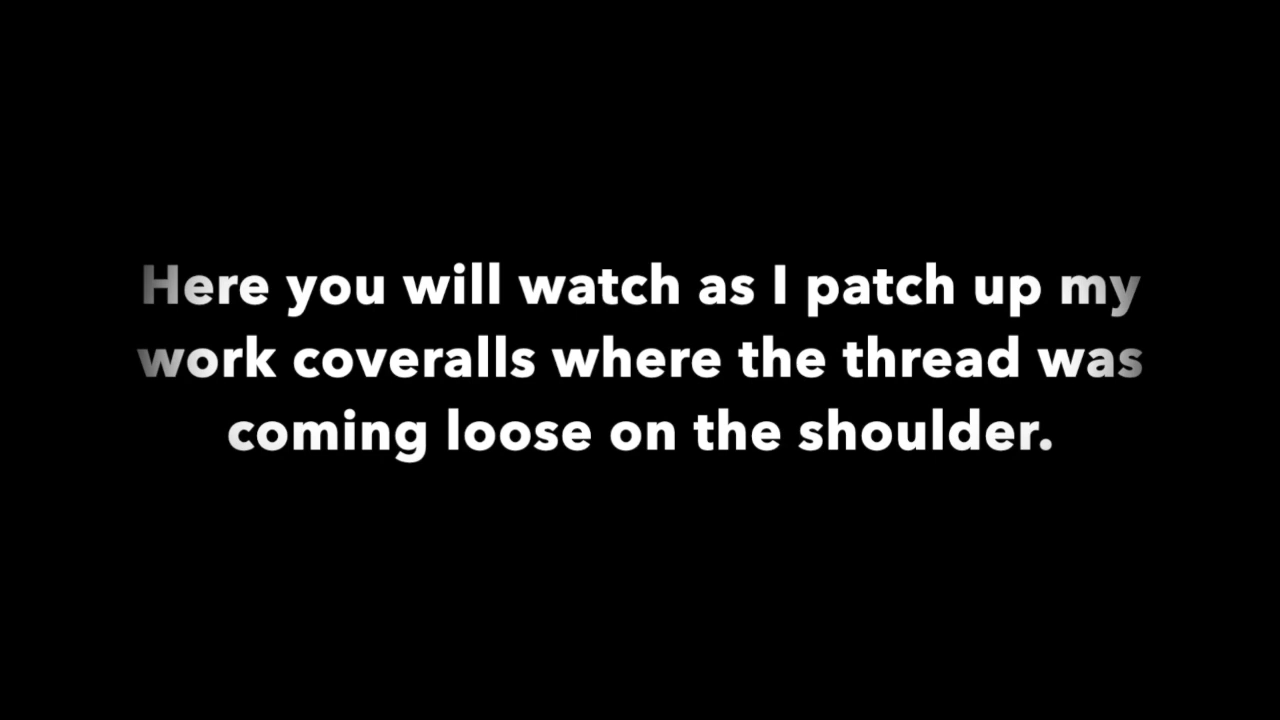 Here you will watch as I patch up my
work coveralls where the thread was
coming loose on the shoulder.